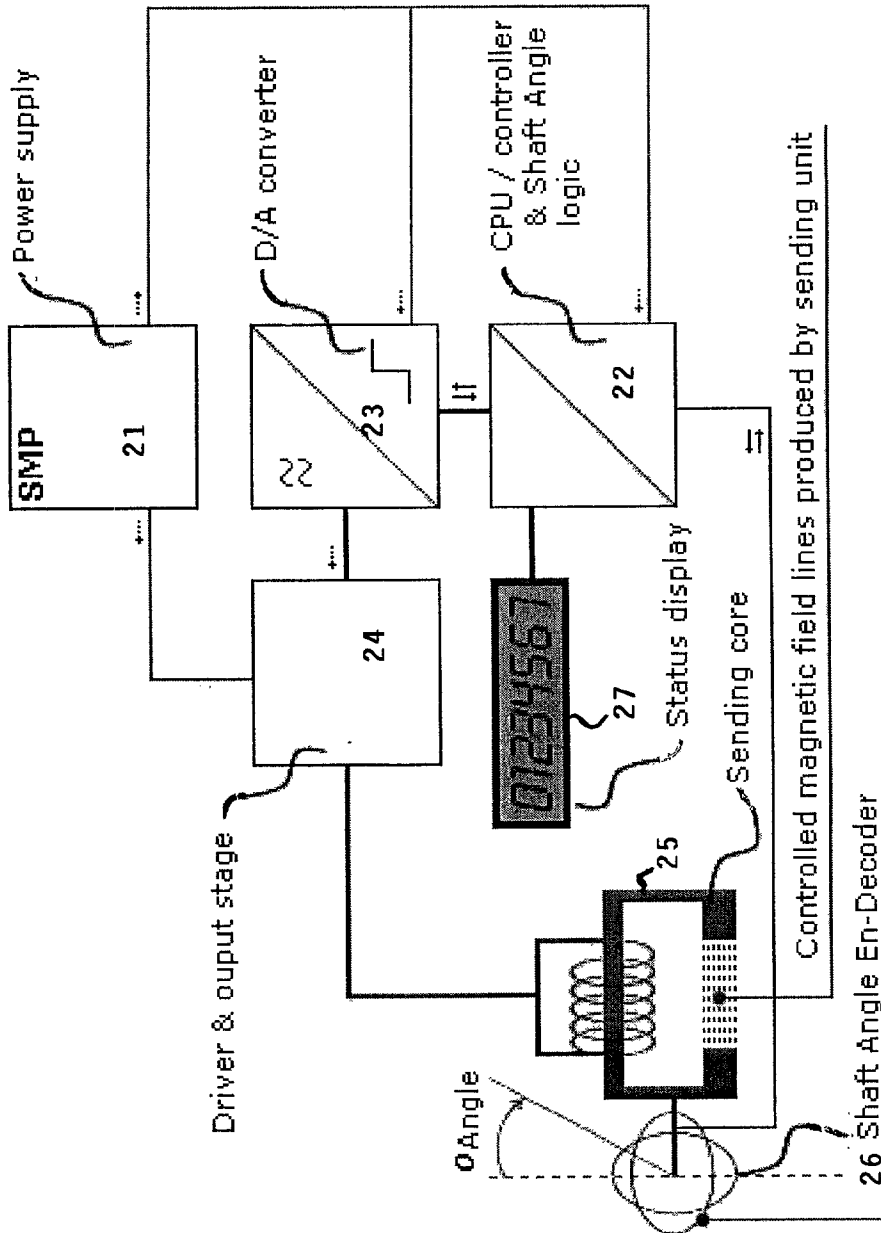 Power supply
SMP
21
D/A converter
23
CPU / controller
& Shaft Angle
logic
22
Driver & ouput stage
24
01234567
27
Status display
25
Sending core
Controlled magnetic field lines produced by sending unit
Angle
26 Shaft Angle En-Decoder